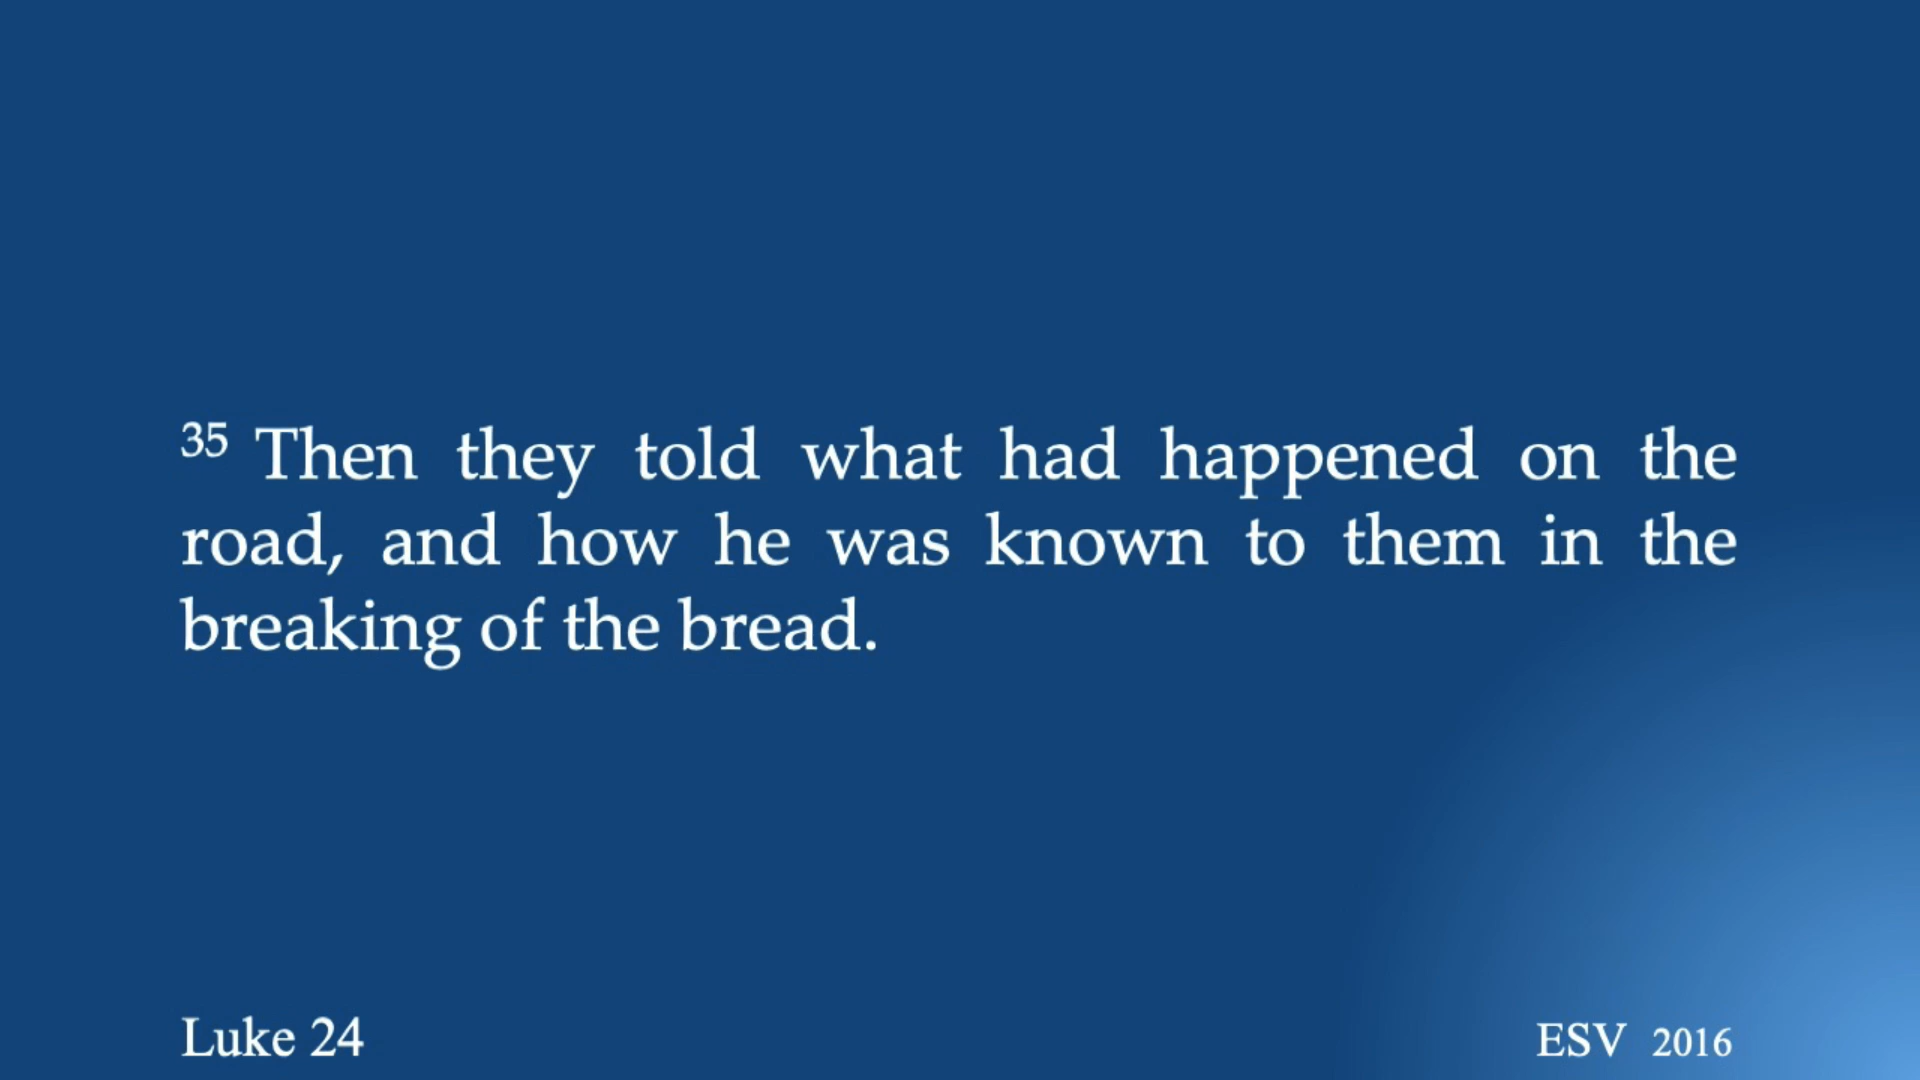 35 Then they told what had happened on the
road, and how he was known to them in the
breaking of the bread.
Luke 24
ESV 2016